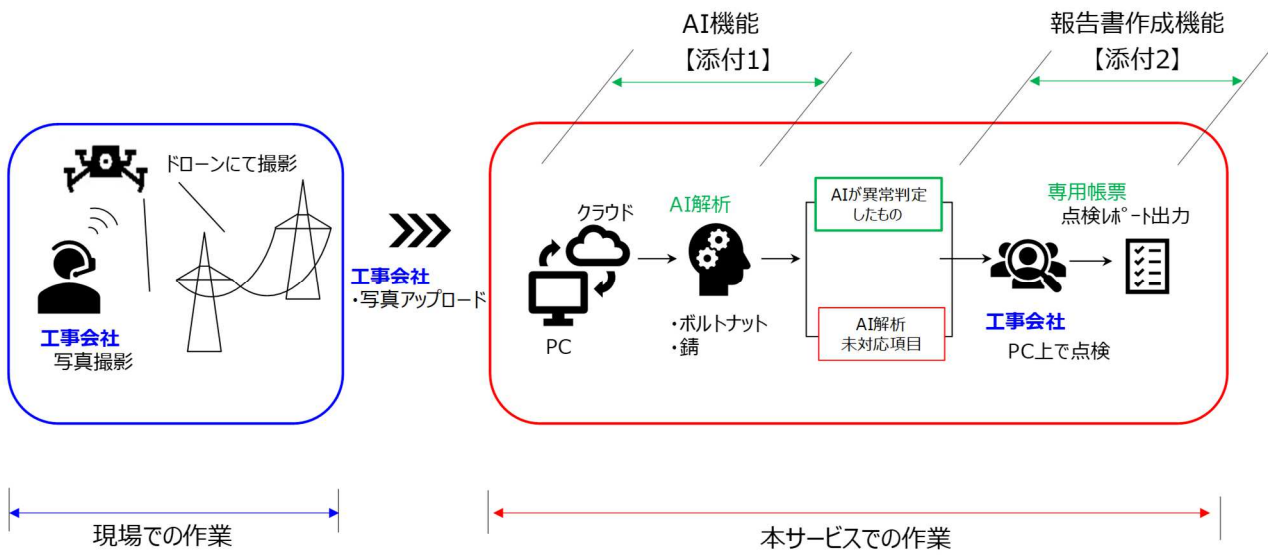 AI機能
【添付1】
報告書作成機能
【添付2】
ドローンにて撮影
工事会社
写真撮影
工事会社
・写真アップロード
クラウド
PC
AI解析
・ボルトナット
・錆
AIが異常判定
したもの
AI解析
未対応項目
専用帳票
点検ﾚﾎﾟｰﾄ出力
工事会社
PC上で点検
現場での作業
本サービスでの作業